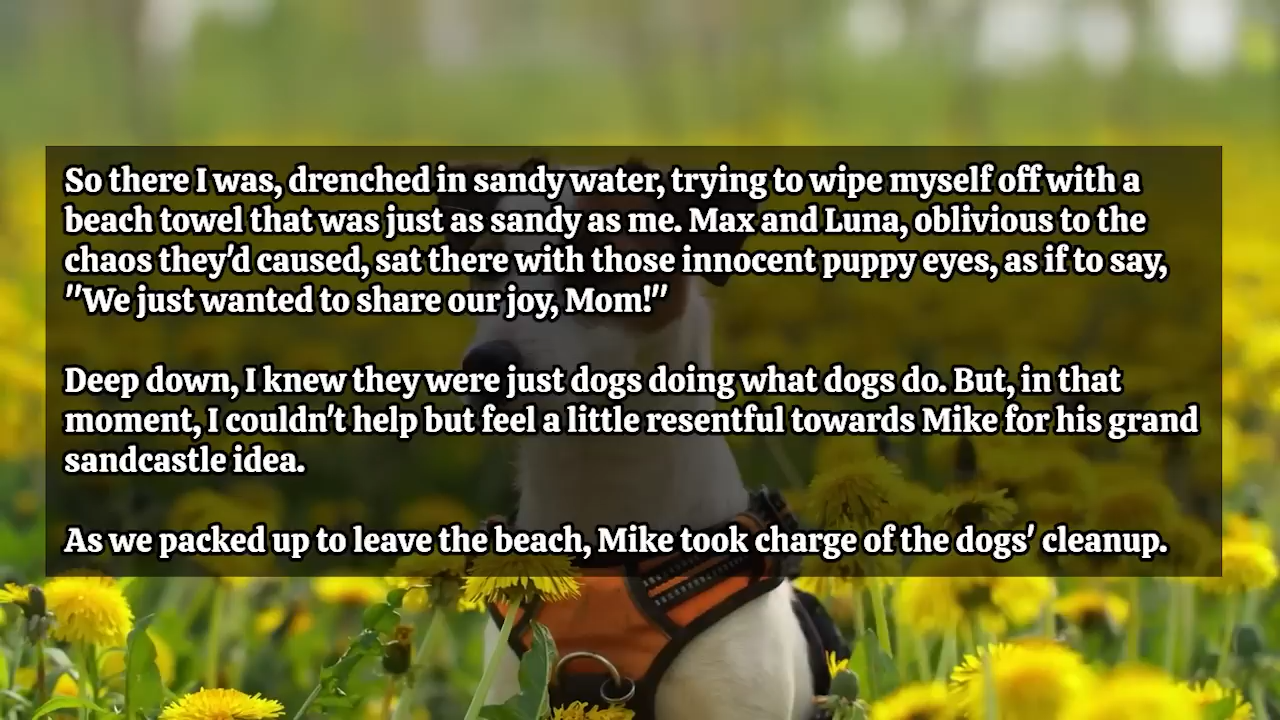 So there I was, drenched in sandy water, trying to wipe myself off with a
beach towel that was just as sandy as me. Max and Luna, oblivious to the
chaos they'd caused, sat there with those innocent puppy eyes, as if to say,
"We just wanted to share our joy, Mom!"
Deep down, I knew they were just dogs doing what dogs do. But, in that
moment, I couldn't help but feel a little resentful towards Mike for his grand
sandcastle idea.
As we packed up to leave the beach, Mike took charge of the dogs' cleanup.